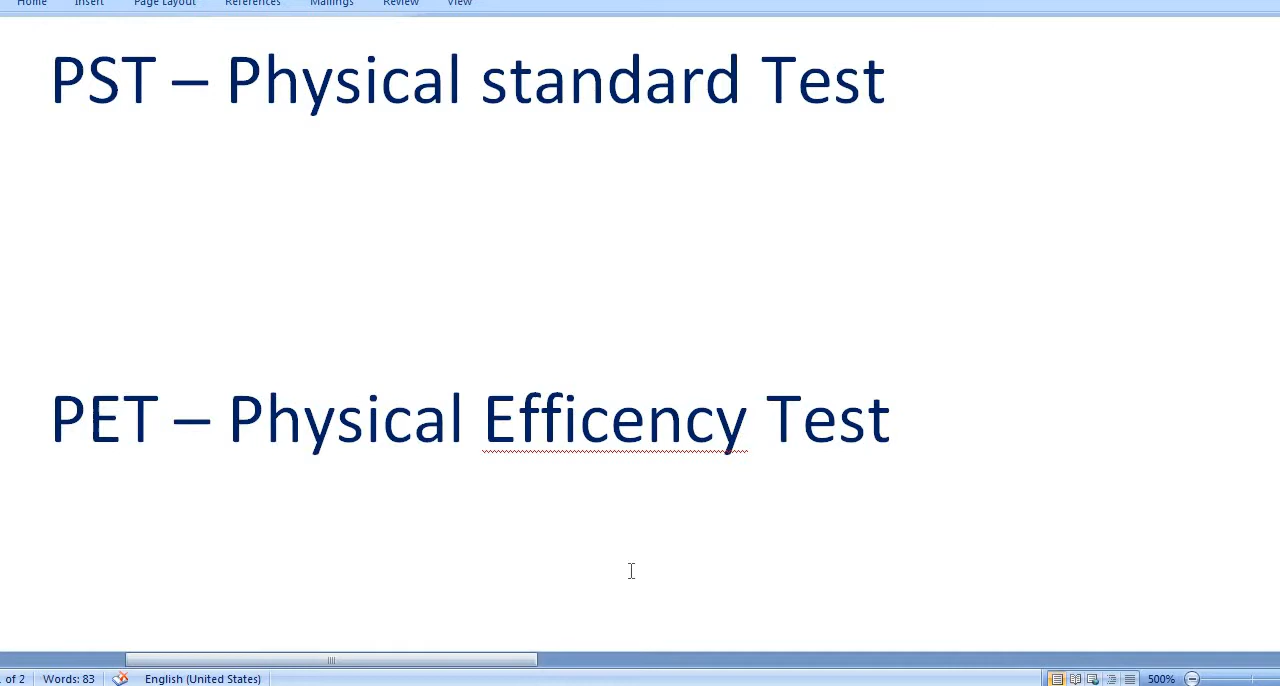 Home Insert Page Layout References Mailings Review View
PST – Physical standard Test
PET – Physical Efficency Test
of 2 Words: 83 English (United States) 500%